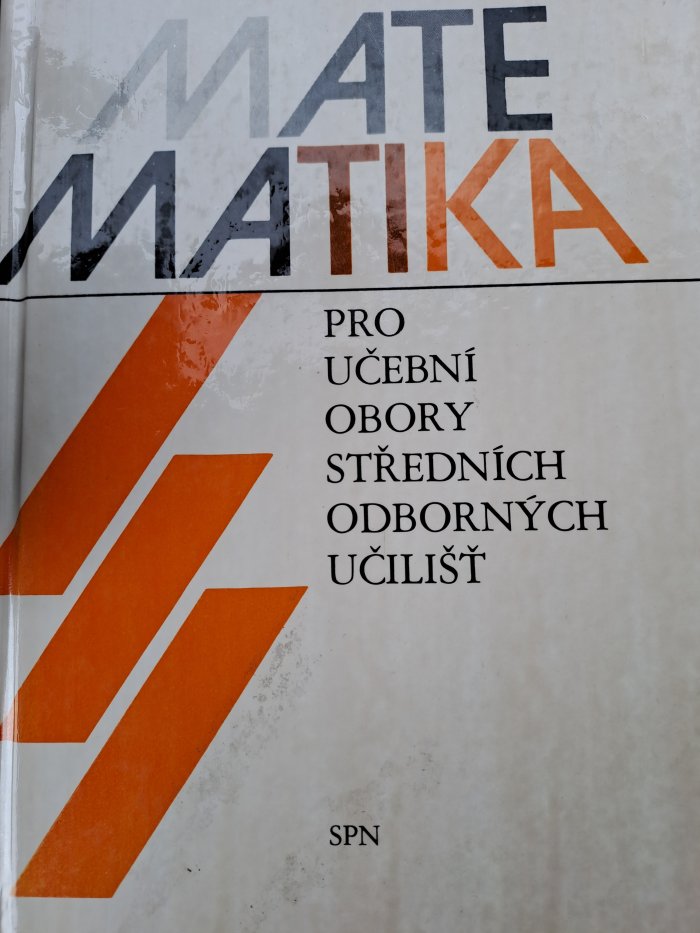 MATE
MATIKA
PRO
UČEBNÍ
OBORY
STŘEDNÍCH
ODBORNÝCH
UČILIŠŤ
SPN